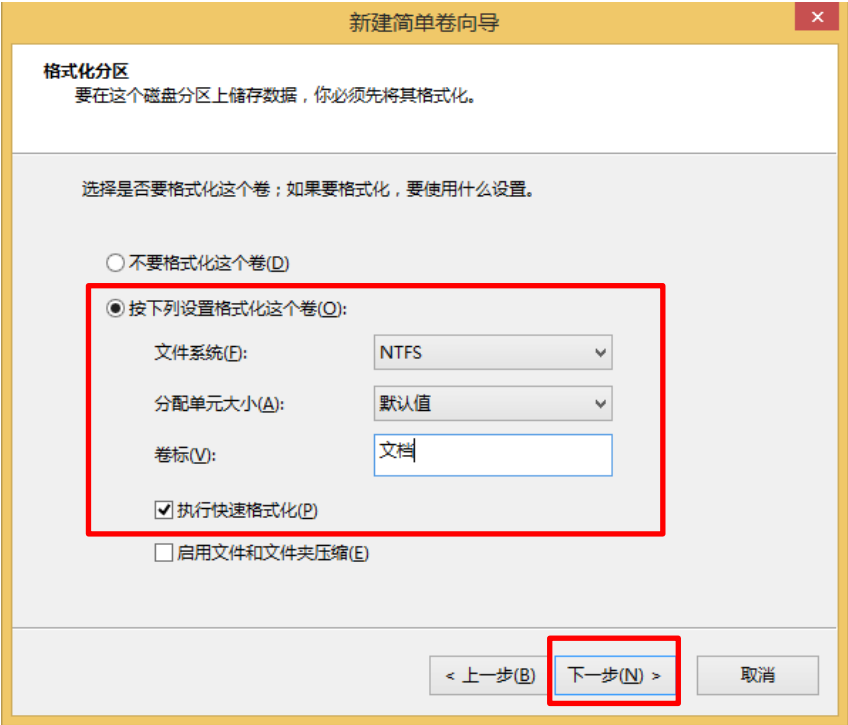 新建简单卷向导
格式化分区
要在这个磁盘分区上储存数据，你必须先将其格式化。
选择是否要格式化这个卷；如果要格式化，要使用什么设置。
不要格式化这个卷(D)
按下列设置格式化这个卷(O):
文件系统(F): NTFS
分配单元大小(A): 默认值
卷标(V): 文档
执行快速格式化(P)
启用文件和文件夹压缩(E)
< 上一步(B) 下一步(N) > 取消